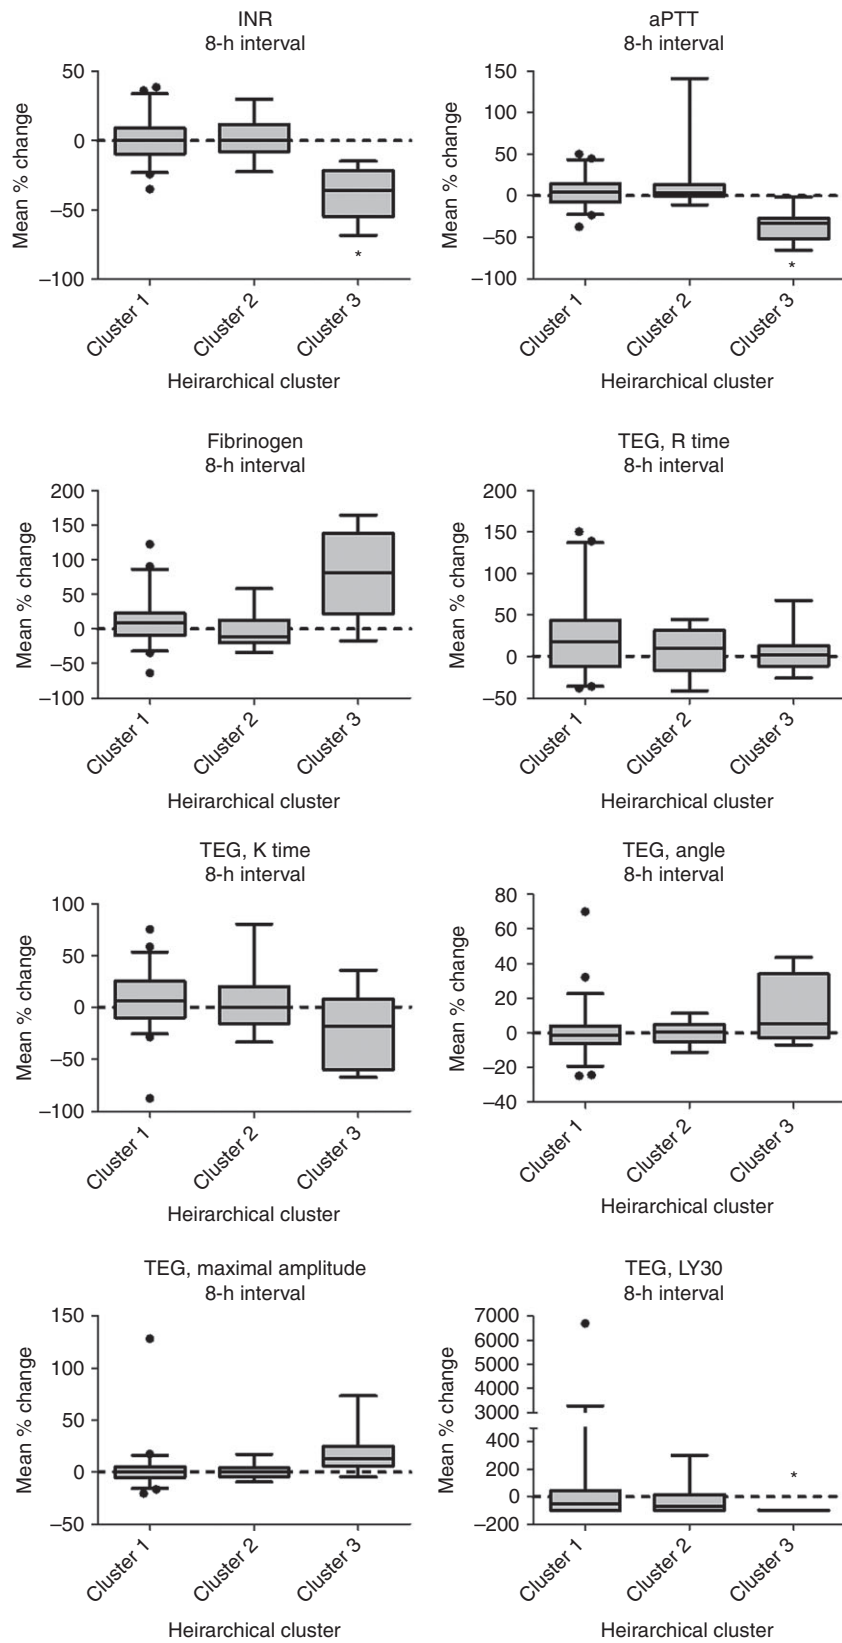 INR
8-h interval
Mean % change
50
0
–50
–100
*
Cluster 1
Cluster 2
Cluster 3
Heirarchical cluster
aPTT
8-h interval
Mean % change
150
100
50
0
–50
–100
*
Cluster 1
Cluster 2
Cluster 3
Heirarchical cluster
Fibrinogen
8-h interval
Mean % change
200
150
100
50
0
–50
–100
Cluster 1
Cluster 2
Cluster 3
Heirarchical cluster
TEG, R time
8-h interval
Mean % change
200
150
100
50
0
–50
Cluster 1
Cluster 2
Cluster 3
Heirarchical cluster
TEG, K time
8-h interval
Mean % change
100
50
0
–50
–100
Cluster 1
Cluster 2
Cluster 3
Heirarchical cluster
TEG, angle
8-h interval
Mean % change
80
60
40
20
0
–20
–40
Cluster 1
Cluster 2
Cluster 3
Heirarchical cluster
TEG, maximal amplitude
8-h interval
Mean % change
150
100
50
0
–50
Cluster 1
Cluster 2
Cluster 3
Heirarchical cluster
TEG, LY30
8-h interval
Mean % change
7000
6000
5000
4000
3000
400
200
0
–200
*
Cluster 1
Cluster 2
Cluster 3
Heirarchical cluster